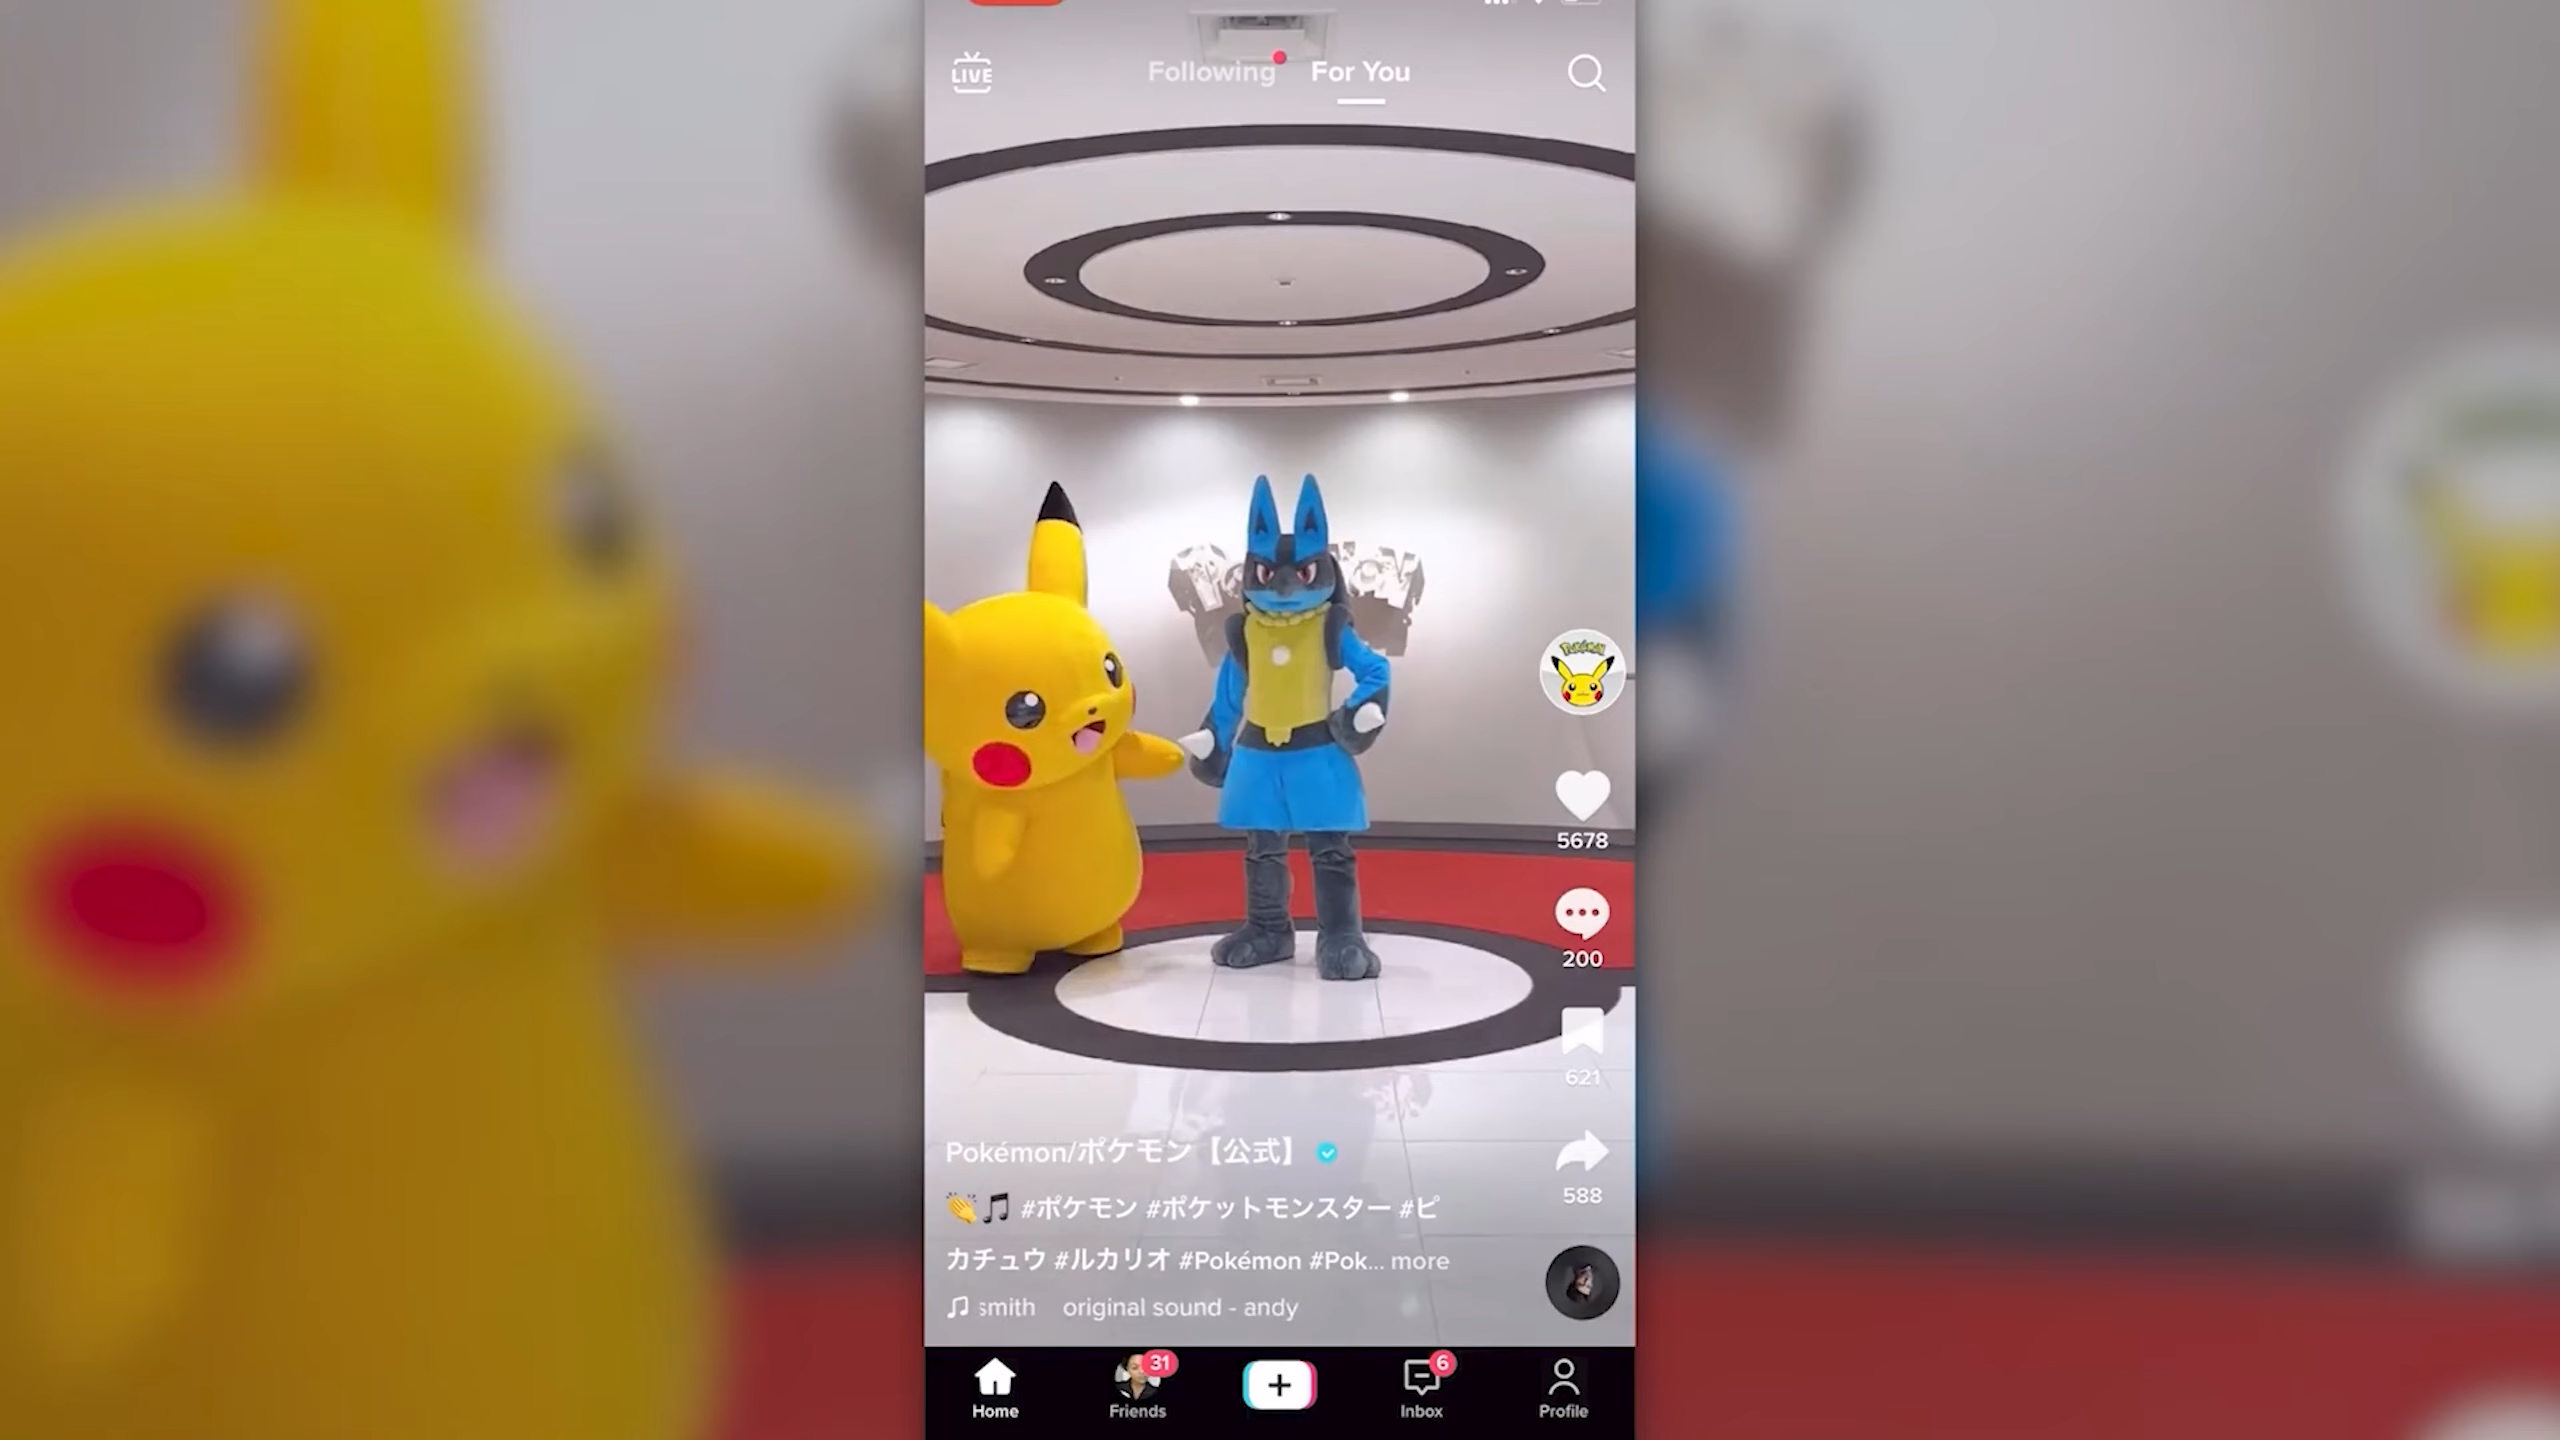 LIVE
Following
For You
Pokémon
5678
200
621
588
Pokémon/ポケモン【公式】
👏🎵 #ポケモン #ポケットモンスター #ピ
カチュウ #ルカリオ #Pokémon #Pok... more
smith original sound - andy
31
6
Home
Friends
Inbox
Profile